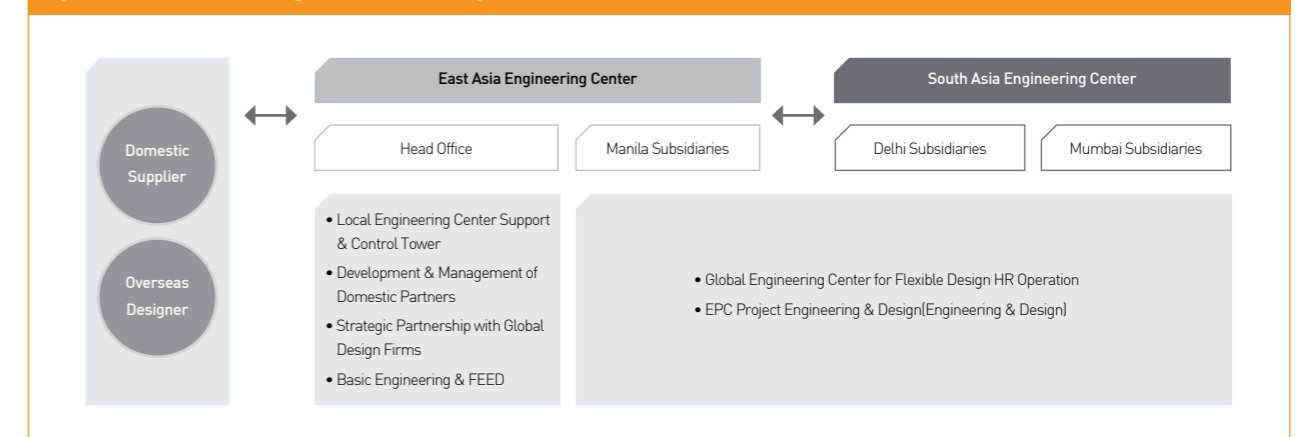 Domestic
Supplier
Overseas
Designer
East Asia Engineering Center
South Asia Engineering Center
Head Office
Manila Subsidiaries
Delhi Subsidiaries
Mumbai Subsidiaries
• Local Engineering Center Support
& Control Tower
• Development & Management of
Domestic Partners
• Strategic Partnership with Global
Design Firms
• Basic Engineering & FEED
• Global Engineering Center for Flexible Design HR Operation
• EPC Project Engineering & Design(Engineering & Design)